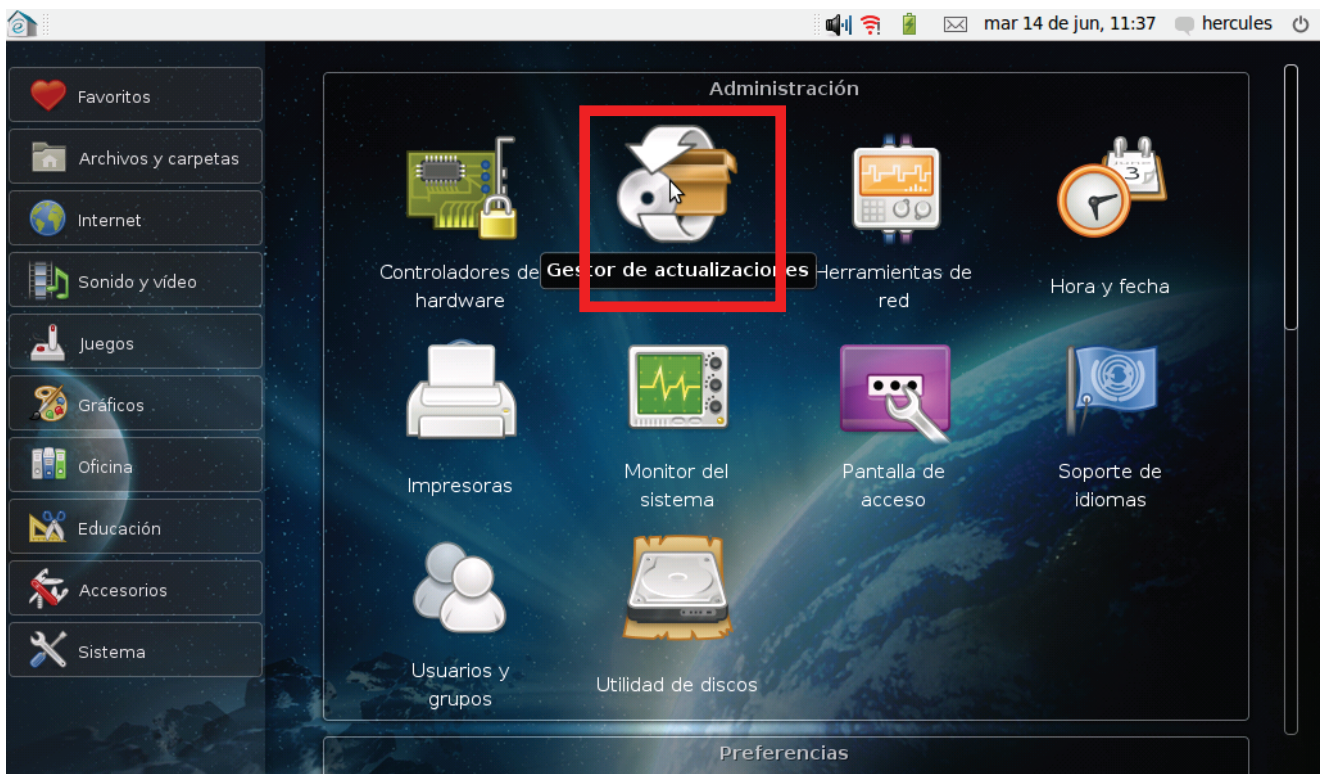 mar 14 de jun, 11:37 hercules
Favoritos
Archivos y carpetas
Internet
Sonido y vídeo
Juegos
Gráficos
Oficina
Educación
Accesorios
Sistema
Administración
Controladores de
hardware
Gestor de actualizaciones
Herramientas de
red
JUNE
3
Hora y fecha
Impresoras
Monitor del
sistema
Pantalla de
acceso
Soporte de
idiomas
Usuarios y
grupos
Utilidad de discos
Preferencias